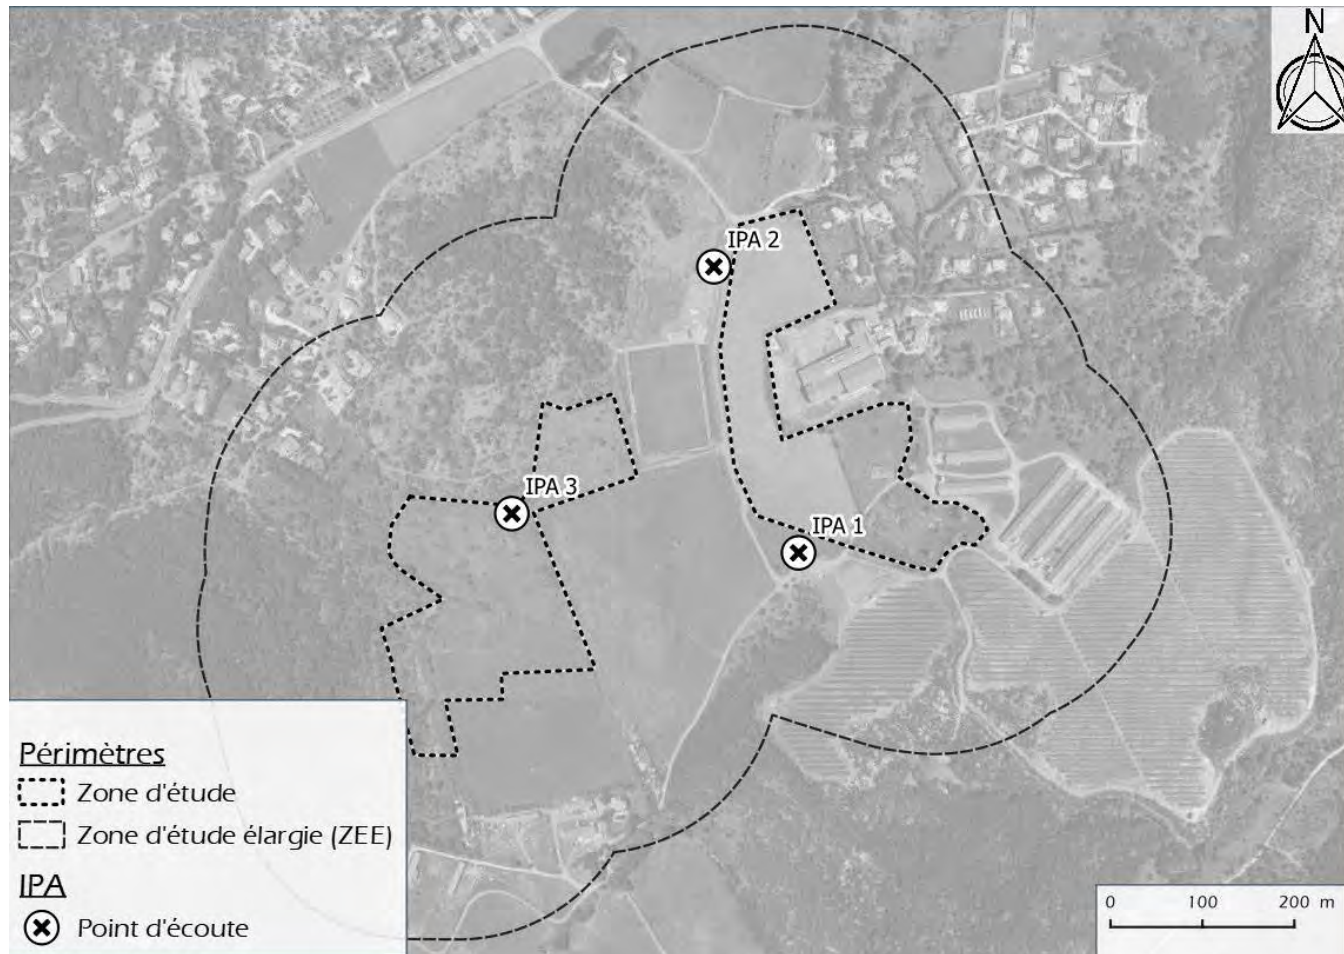 N
IPA 2
IPA 3
IPA 1
Périmètres
Zone d'étude
Zone d'étude élargie (ZEE)
IPA
Point d'écoute
0 100 200 m